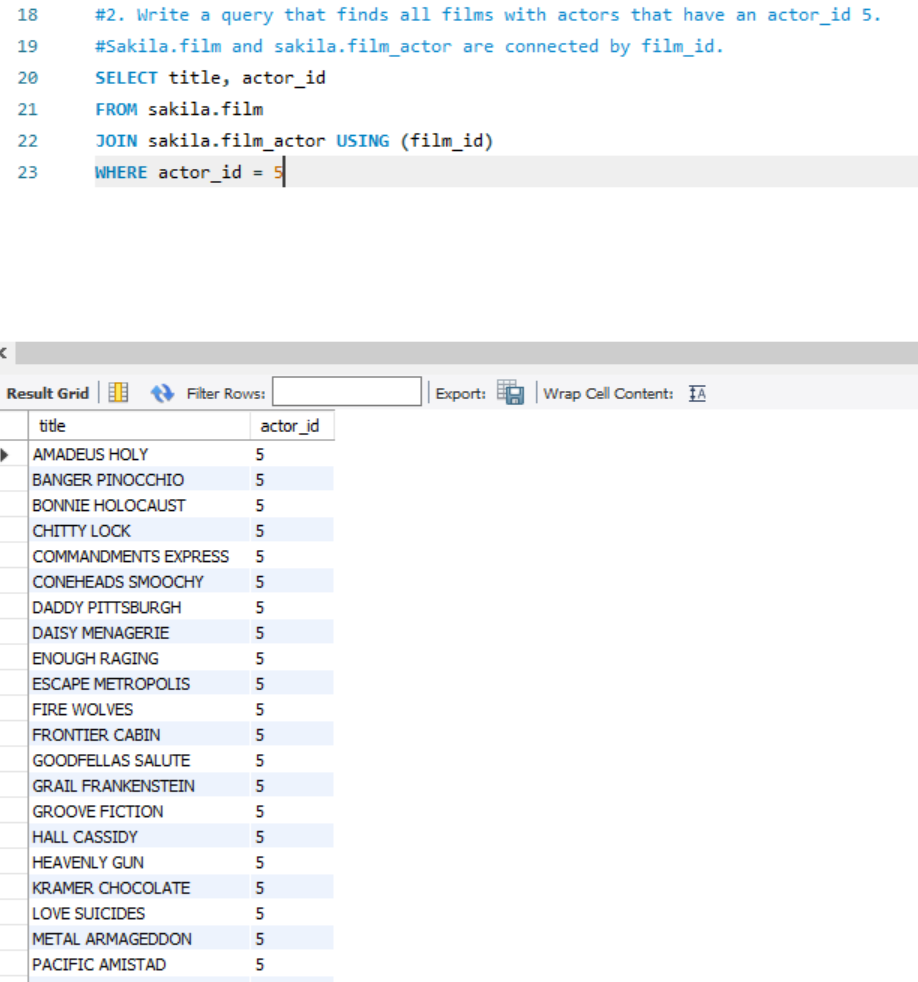 18 #2. Write a query that finds all films with actors that have an actor_id 5.
19 #Sakila.film and sakila.film_actor are connected by film_id.
20 SELECT title, actor_id
21 FROM sakila.film
22 JOIN sakila.film_actor USING (film_id)
23 WHERE actor_id = 5
Result Grid Filter Rows: Export: Wrap Cell Content: IA
title actor_id
AMADEUS HOLY 5
BANGER PINOCCHIO 5
BONNIE HOLOCAUST 5
CHITTY LOCK 5
COMMANDMENTS EXPRESS 5
CONEHEADS SMOOCHY 5
DADDY PITTSBURGH 5
DAISY MENAGERIE 5
ENOUGH RAGING 5
ESCAPE METROPOLIS 5
FIRE WOLVES 5
FRONTIER CABIN 5
GOODFELLAS SALUTE 5
GRAIL FRANKENSTEIN 5
GROOVE FICTION 5
HALL CASSIDY 5
HEAVENLY GUN 5
KRAMER CHOCOLATE 5
LOVE SUICIDES 5
METAL ARMAGEDDON 5
PACIFIC AMISTAD 5